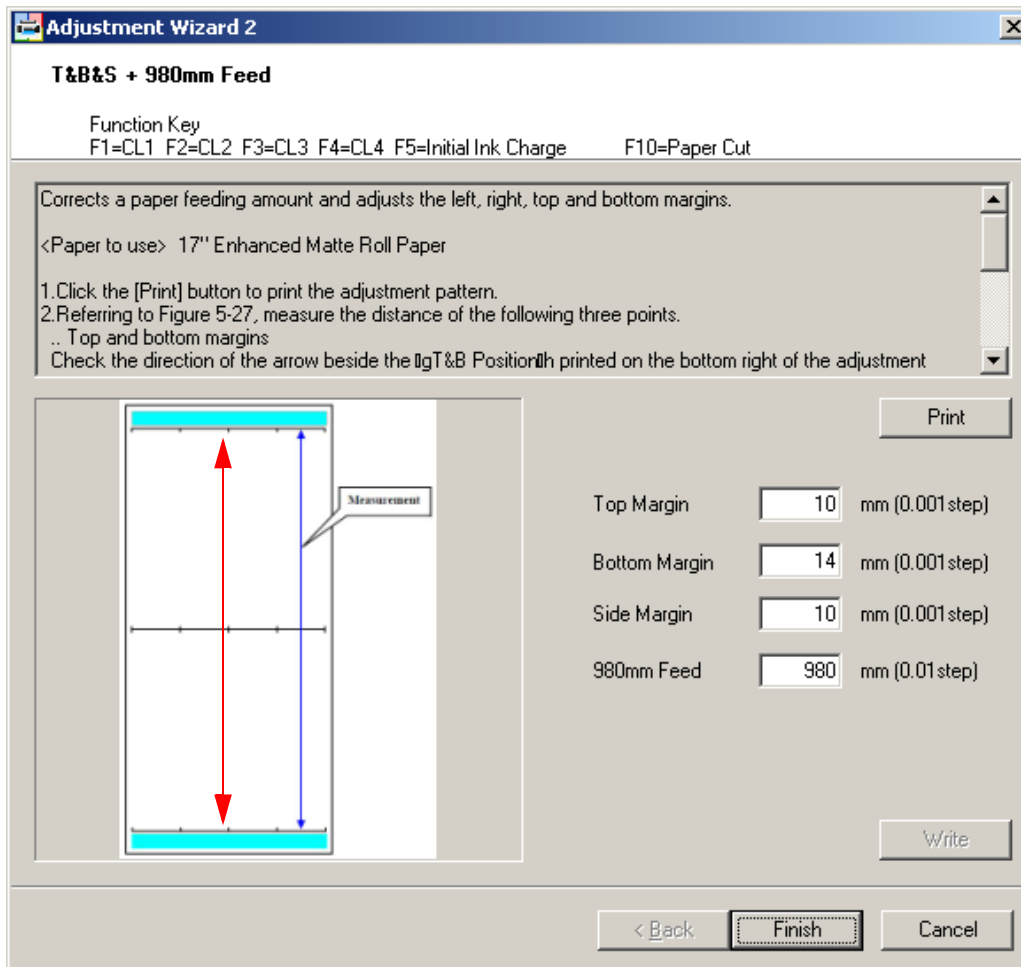 Adjustment Wizard 2
T&B&S + 980mm Feed
Function Key
F1=CL1 F2=CL2 F3=CL3 F4=CL4 F5=Initial Ink Charge F10=Paper Cut
Corrects a paper feeding amount and adjusts the left, right, top and bottom margins.
<Paper to use> 17" Enhanced Matte Roll Paper
1.Click the [Print] button to print the adjustment pattern.
2.Referring to Figure 5-27, measure the distance of the following three points.
.. Top and bottom margins
Check the direction of the arrow beside the ▯gT&B Position▯h printed on the bottom right of the adjustment
Print
Measurement
Top Margin 10 mm (0.001step)
Bottom Margin 14 mm (0.001step)
Side Margin 10 mm (0.001step)
980mm Feed 980 mm (0.01step)
Write
< Back Finish Cancel